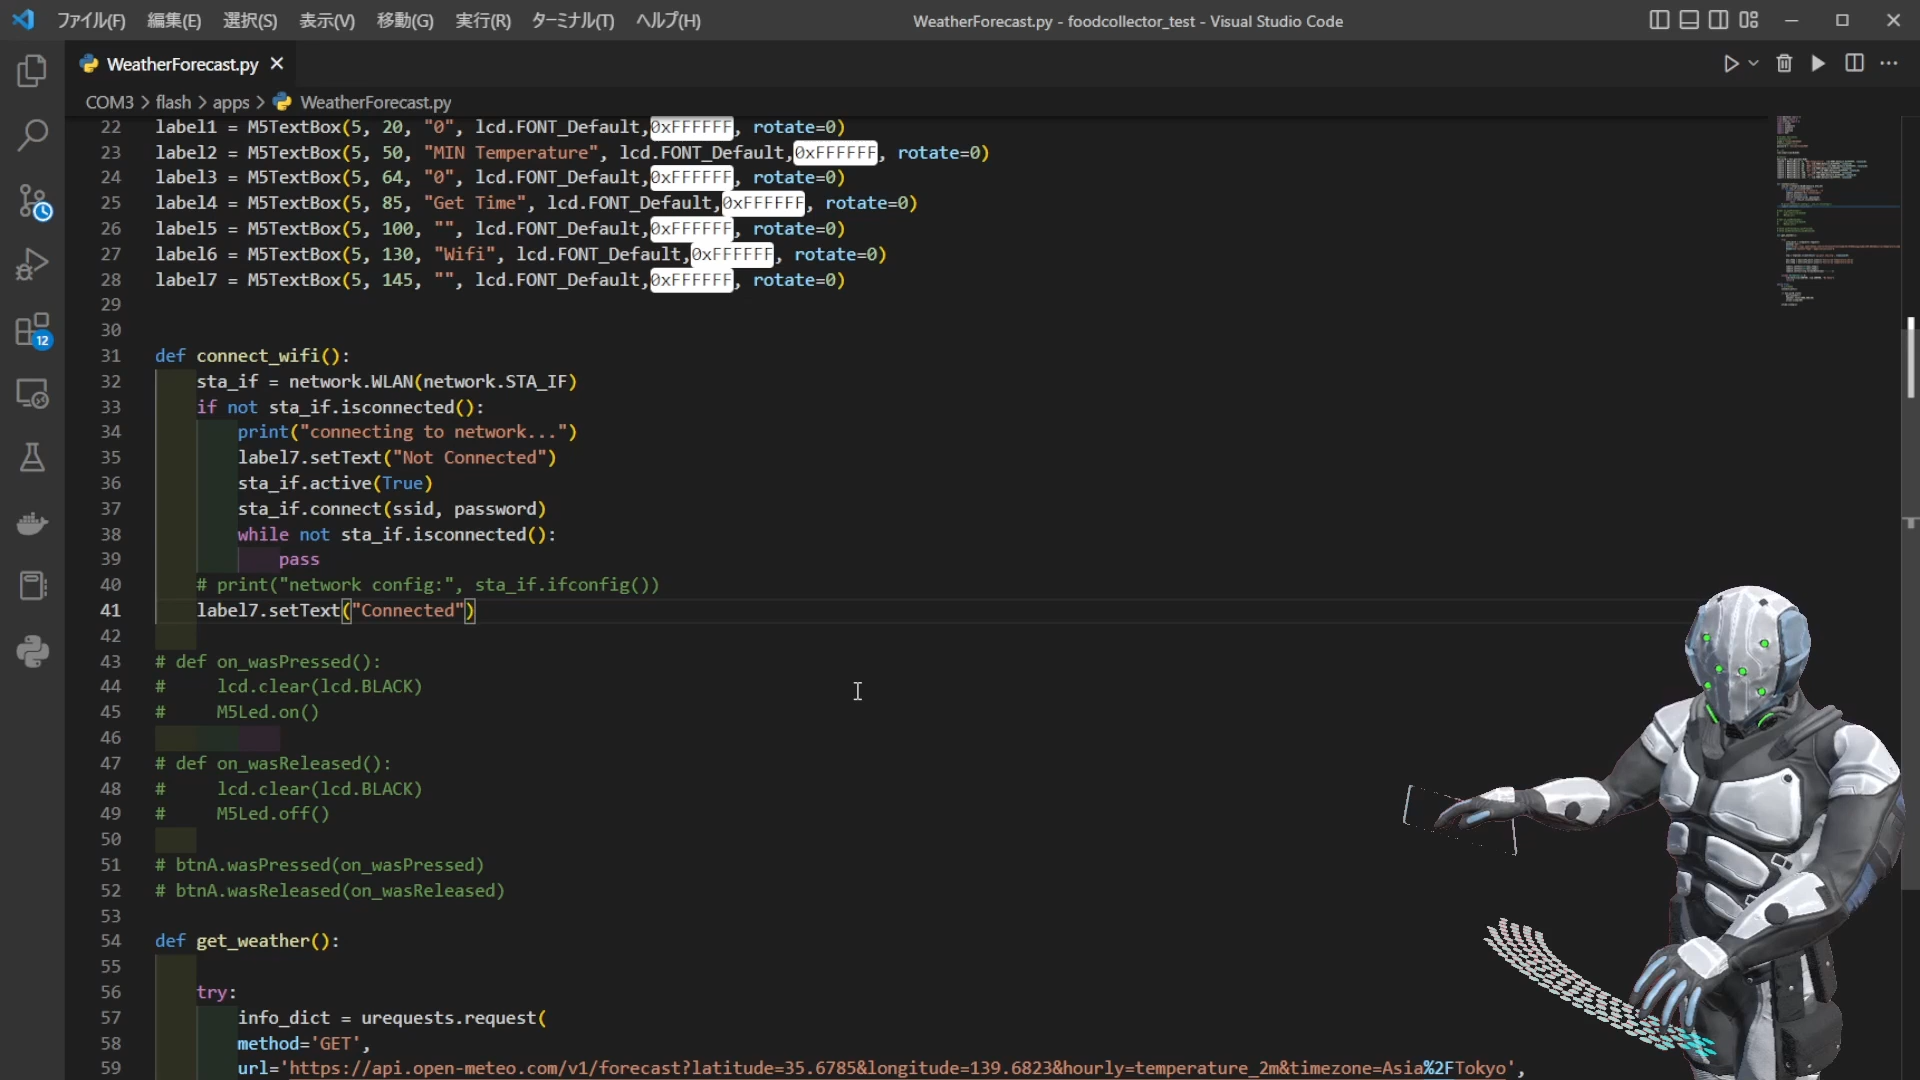 ファイル(F) 編集(E) 選択(S) 表示(V) 移動(G) 実行(R) ターミナル(T) ヘルプ(H) WeatherForecast.py - foodcollector_test - Visual Studio Code
WeatherForecast.py
COM3 > flash > apps > WeatherForecast.py
22 label1 = M5TextBox(5, 20, "0", lcd.FONT_Default,0xFFFFFF, rotate=0)
23 label2 = M5TextBox(5, 50, "MIN Temperature", lcd.FONT_Default,0xFFFFFF, rotate=0)
24 label3 = M5TextBox(5, 64, "0", lcd.FONT_Default,0xFFFFFF, rotate=0)
25 label4 = M5TextBox(5, 85, "Get Time", lcd.FONT_Default,0xFFFFFF, rotate=0)
26 label5 = M5TextBox(5, 100, "", lcd.FONT_Default,0xFFFFFF, rotate=0)
27 label6 = M5TextBox(5, 130, "Wifi", lcd.FONT_Default,0xFFFFFF, rotate=0)
28 label7 = M5TextBox(5, 145, "", lcd.FONT_Default,0xFFFFFF, rotate=0)
29
30
31 def connect_wifi():
32 sta_if = network.WLAN(network.STA_IF)
33 if not sta_if.isconnected():
34 print("connecting to network...")
35 label7.setText("Not Connected")
36 sta_if.active(True)
37 sta_if.connect(ssid, password)
38 while not sta_if.isconnected():
39 pass
40 # print("network config:", sta_if.ifconfig())
41 label7.setText("Connected")
42
43 # def on_wasPressed():
44 # lcd.clear(lcd.BLACK)
45 # M5Led.on()
46
47 # def on_wasReleased():
48 # lcd.clear(lcd.BLACK)
49 # M5Led.off()
50
51 # btnA.wasPressed(on_wasPressed)
52 # btnA.wasReleased(on_wasReleased)
53
54 def get_weather():
55
56 try:
57 info_dict = urequests.request(
58 method='GET',
59 url='https://api.open-meteo.com/v1/forecast?latitude=35.6785&longitude=139.6823&hourly=temperature_2m&timezone=Asia%2FTokyo',
12